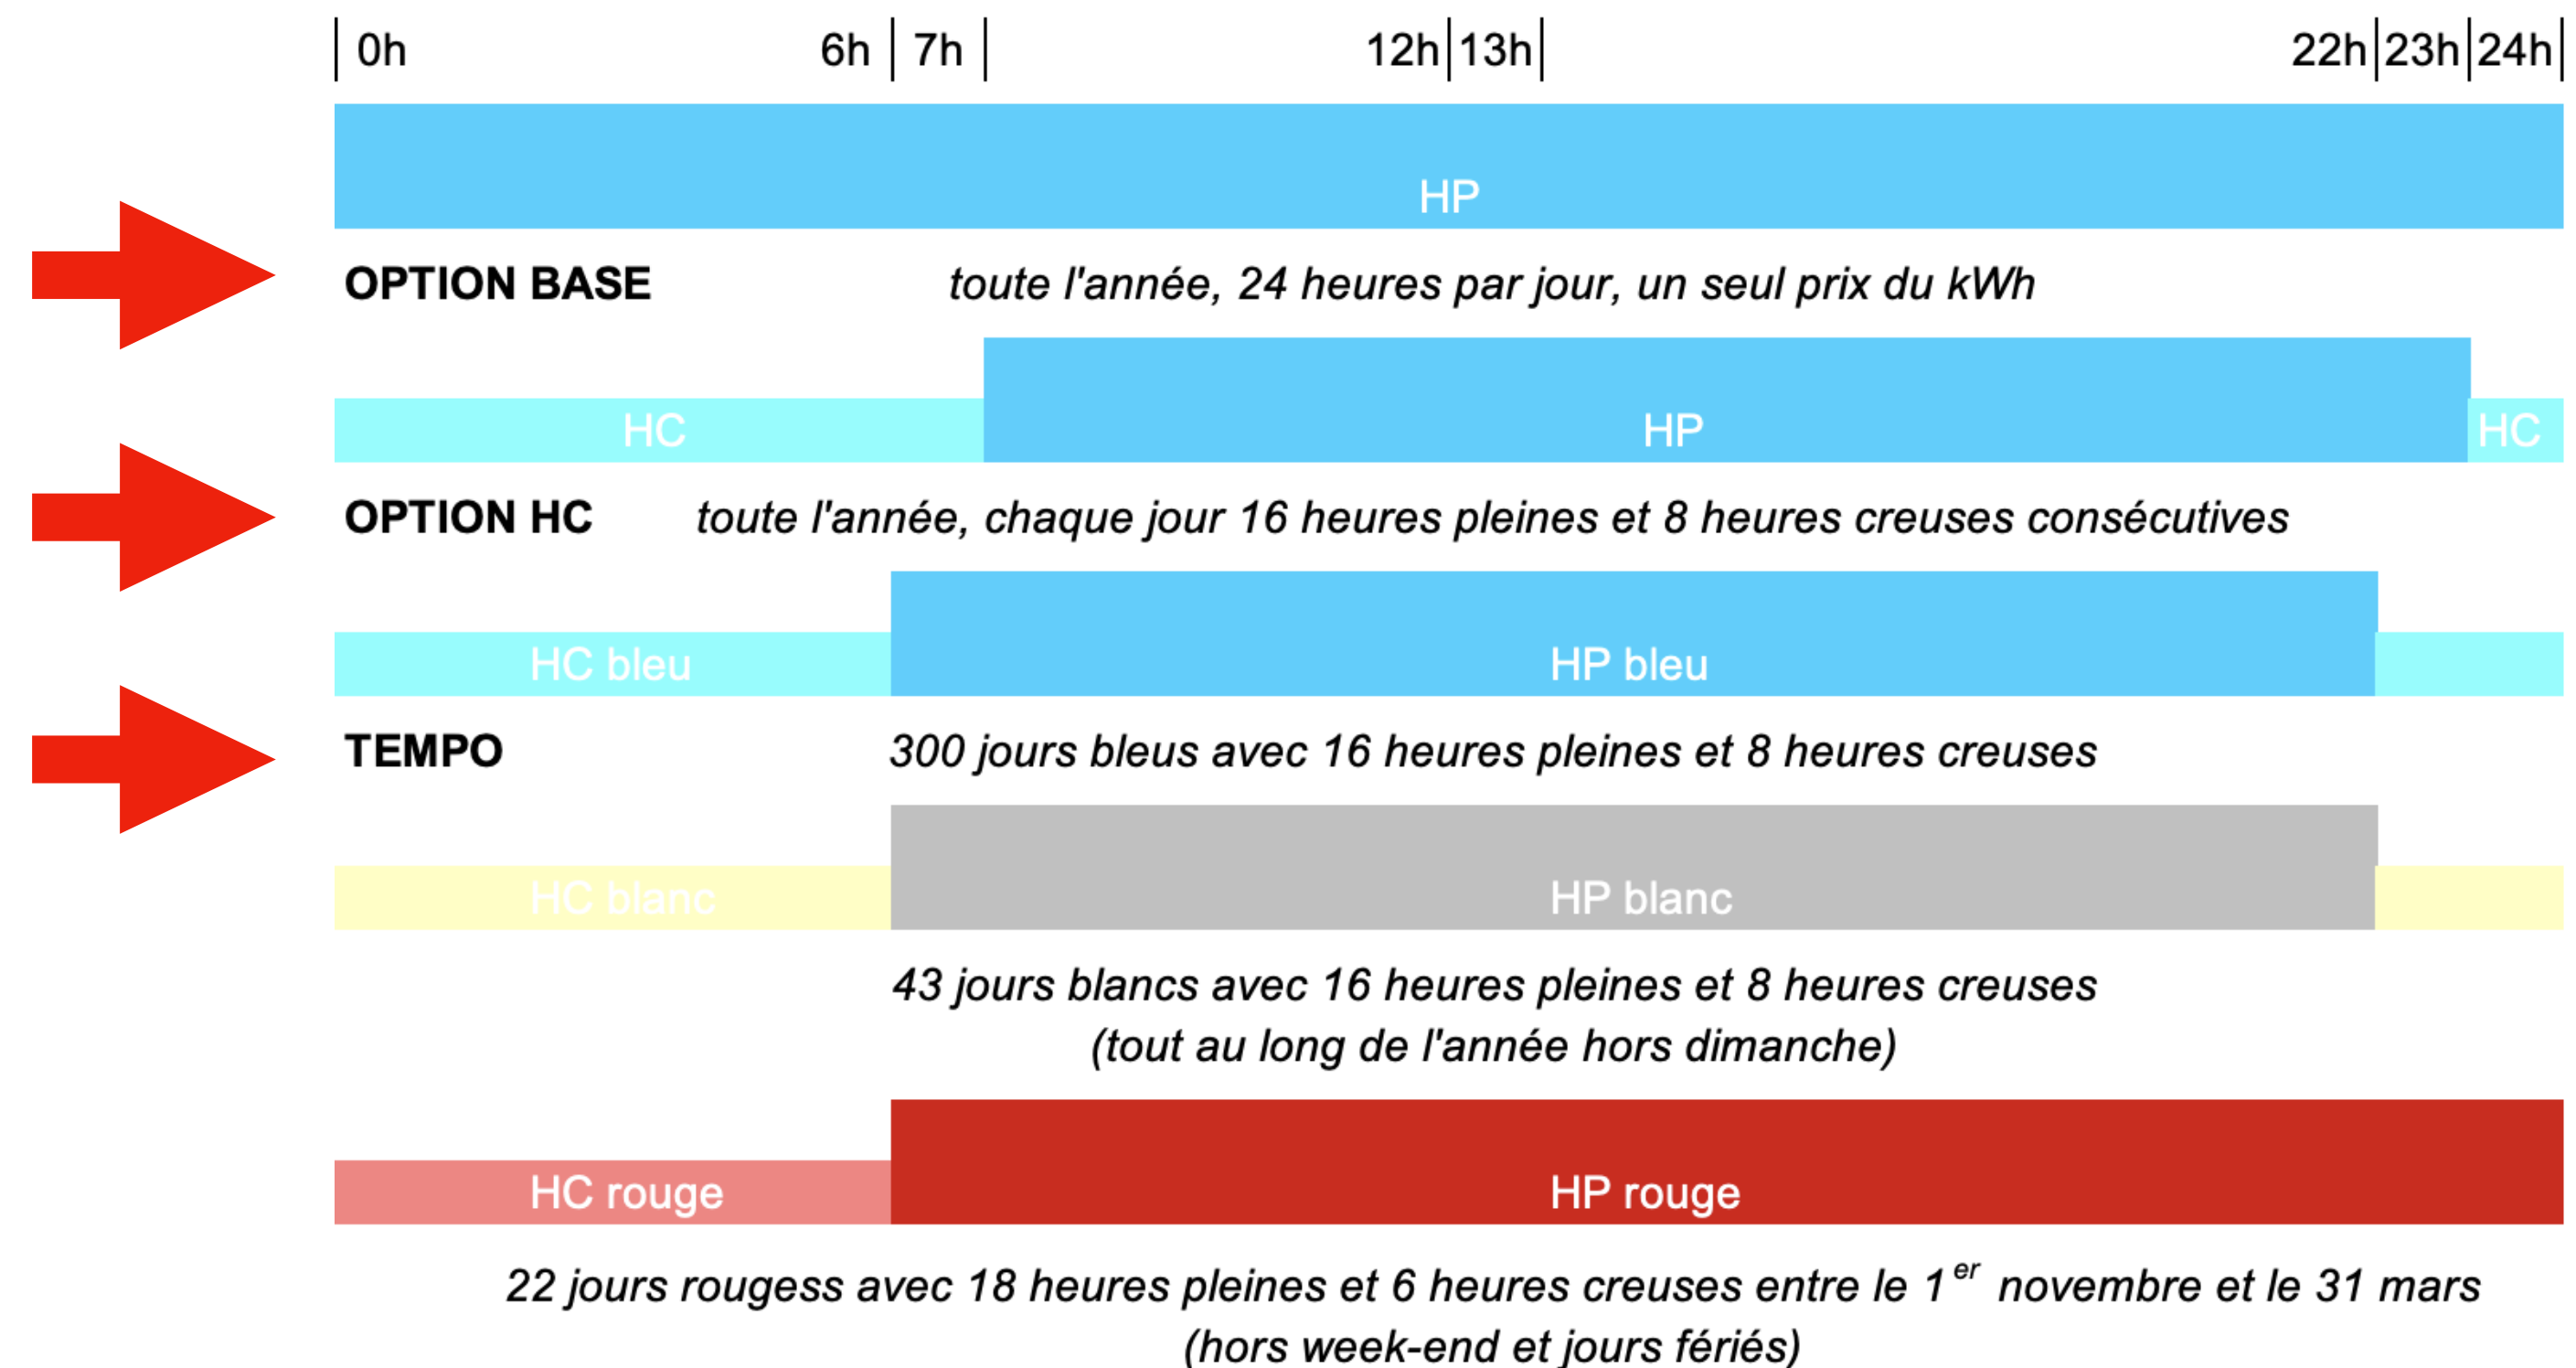 0h 6h 7h 12h 13h 22h 23h 24h
HP
OPTION BASE toute l'année, 24 heures par jour, un seul prix du kWh
HC HP HC
OPTION HC toute l'année, chaque jour 16 heures pleines et 8 heures creuses consécutives
HC bleu HP bleu
TEMPO 300 jours bleus avec 16 heures pleines et 8 heures creuses
HC blanc HP blanc
43 jours blancs avec 16 heures pleines et 8 heures creuses
(tout au long de l'année hors dimanche)
HC rouge HP rouge
22 jours rougess avec 18 heures pleines et 6 heures creuses entre le 1er novembre et le 31 mars
(hors week-end et jours fériés)